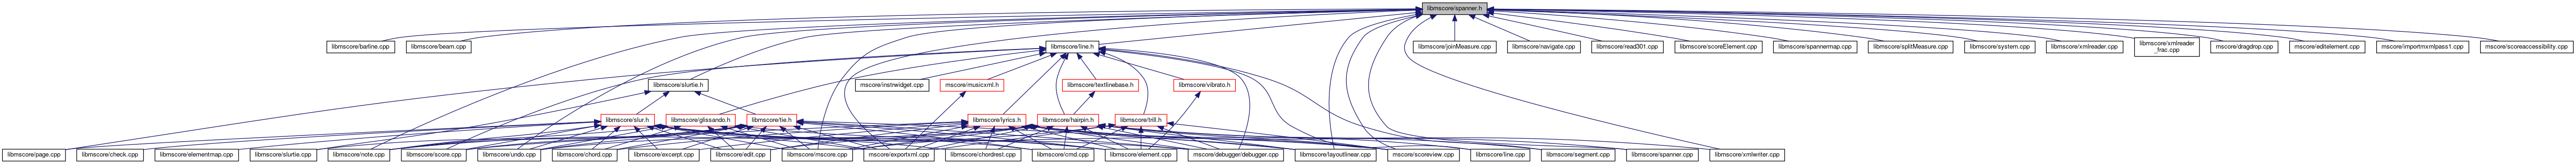 libmscore/spanner.h
libmscore/barline.cpp
libmscore/beam.cpp
libmscore/line.h
libmscore/joinMeasure.cpp
libmscore/navigate.cpp
libmscore/read301.cpp
libmscore/scoreElement.cpp
libmscore/spannermap.cpp
libmscore/splitMeasure.cpp
libmscore/system.cpp
libmscore/xmlreader.cpp
libmscore/xmlreader
_frac.cpp
mscore/dragdrop.cpp
mscore/editelement.cpp
mscore/importmxmlpass1.cpp
mscore/scoreaccessibility.cpp
libmscore/slurtie.h
mscore/instrwidget.cpp
mscore/musicxml.h
libmscore/textlinebase.h
libmscore/vibrato.h
libmscore/slur.h
libmscore/glissando.h
libmscore/tie.h
libmscore/lyrics.h
libmscore/hairpin.h
libmscore/trill.h
libmscore/page.cpp
libmscore/check.cpp
libmscore/elementmap.cpp
libmscore/slurtie.cpp
libmscore/note.cpp
libmscore/score.cpp
libmscore/undo.cpp
libmscore/chord.cpp
libmscore/excerpt.cpp
libmscore/edit.cpp
libmscore/mscore.cpp
mscore/exportxml.cpp
libmscore/chordrest.cpp
libmscore/cmd.cpp
libmscore/element.cpp
mscore/debugger/debugger.cpp
libmscore/layoutlinear.cpp
mscore/scoreview.cpp
libmscore/line.cpp
libmscore/segment.cpp
libmscore/spanner.cpp
libmscore/xmlwriter.cpp